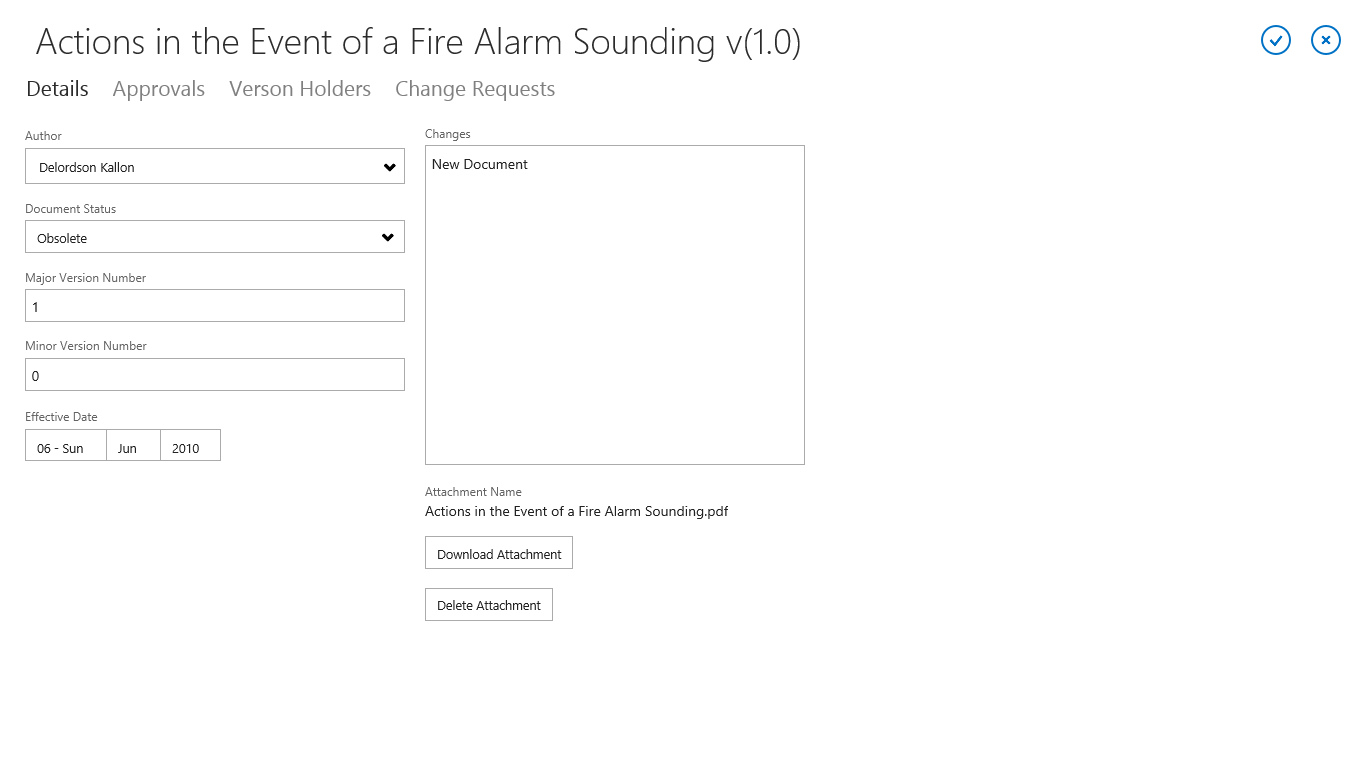 Actions in the Event of a Fire Alarm Sounding v(1.0)
Details Approvals Verson Holders Change Requests
Author
Delordson Kallon
Document Status
Obsolete
Major Version Number
1
Minor Version Number
0
Effective Date
06 - Sun Jun 2010
Changes
New Document
Attachment Name
Actions in the Event of a Fire Alarm Sounding.pdf
Download Attachment
Delete Attachment